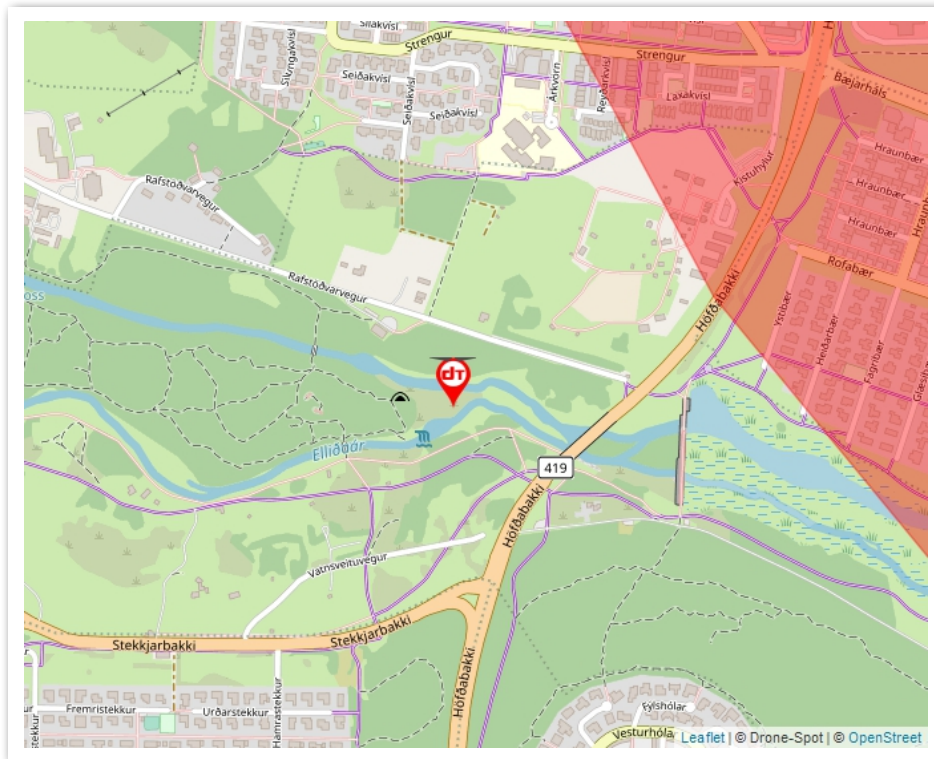 Silakvísl
Strengur
Strengur
Silungakvísl
Seiðakvísl
Seiðakvísl
Seiðakvísl
Árkvörn
Reyðarkvísl
Laxakvísl
Bæjarháls
Hraunbær
Hraunbær
Hraunbær
Kistuhylur
Rafstöðvarvegur
Rofabær
Rafstöðvarvegur
oss
Höfðabakki
Ystibær
Heiðarbær
Fagribær
Glæsibær
dT
Elliðaár
419
Höfðabakki
Vatnsveituvegur
Stekkjarbakki
Stekkjarbakki
Höfðabakki
Fremristekkur
Urðarstekkur
Hamrastekkur
Fýlshólar
Vesturhóla
Leaflet | © Drone-Spot | © OpenStreet